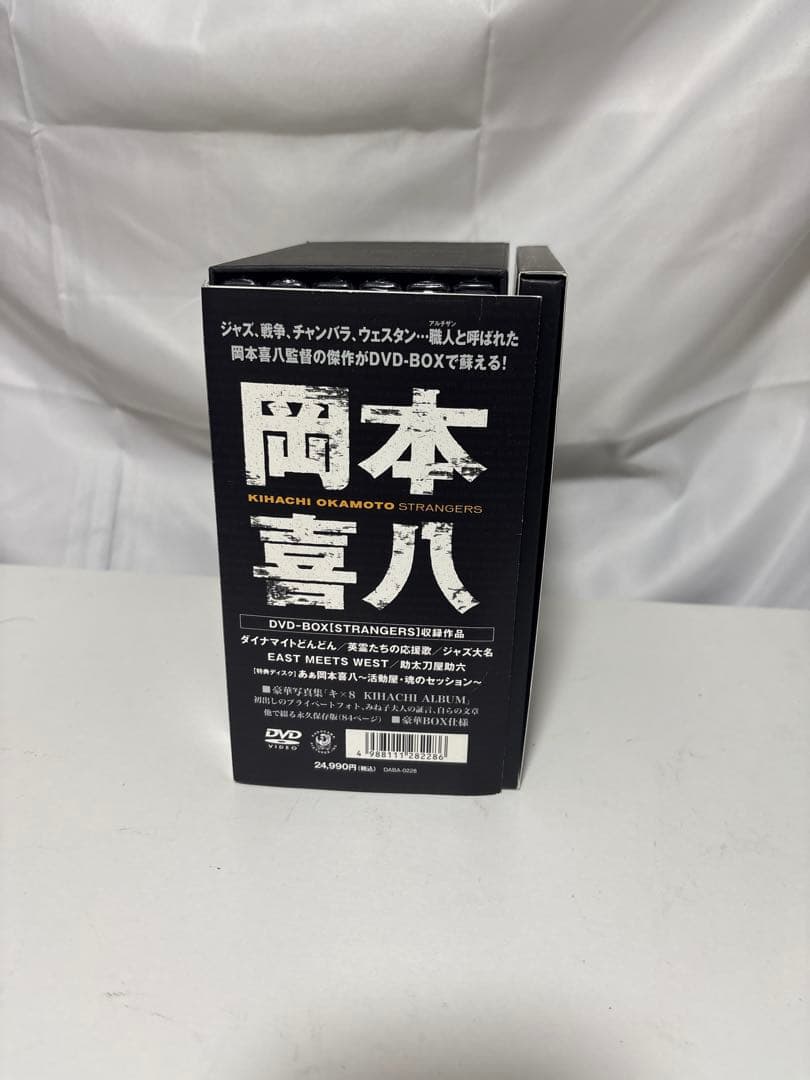 ジャズ、戦争、チャンバラ、ウェスタン…職人と呼ばれた
アルチザン
岡本喜八監督の傑作がDVD-BOXで蘇える!
岡本
KIHACHI OKAMOTO STRANGERS
喜八
DVD-BOX[STRANGERS]収録作品
ダイナマイトどんどん/英霊たちの応援歌/ジャズ大名
EAST MEETS WEST/助太刀屋助六
[特典ディスク]あぁ岡本喜八~活動屋・魂のセッション~
■豪華写真集「キ×8 KIHACHI ALBUM」
初出しのプライベートフォト、みね子夫人の証言、自らの文章
他で綴る永久保存版(84ページ) ■豪華BOX仕様
DVD
VIDEO
4 988111 282286
24,990円(税込) DABA-0228